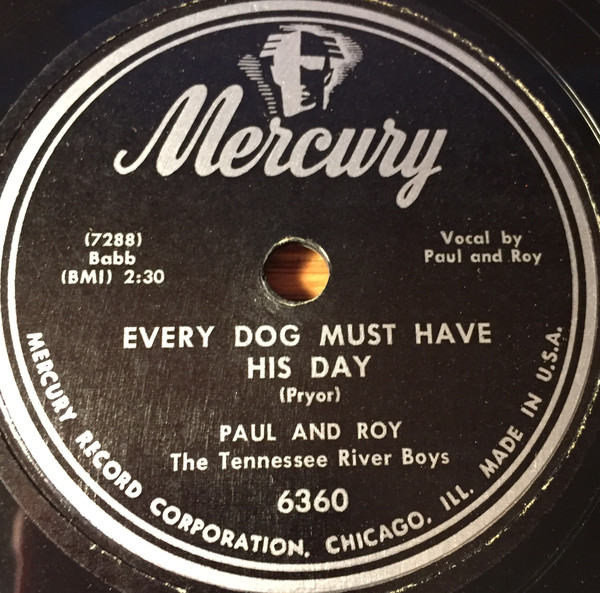 Mercury
(7288)
Babb
(BMI) 2:30
Vocal by
Paul and Roy
EVERY DOG MUST HAVE
HIS DAY
(Pryor)
PAUL AND ROY
The Tennessee River Boys
6360
MERCURY RECORD CORPORATION, CHICAGO, ILL. MADE IN U.S.A.